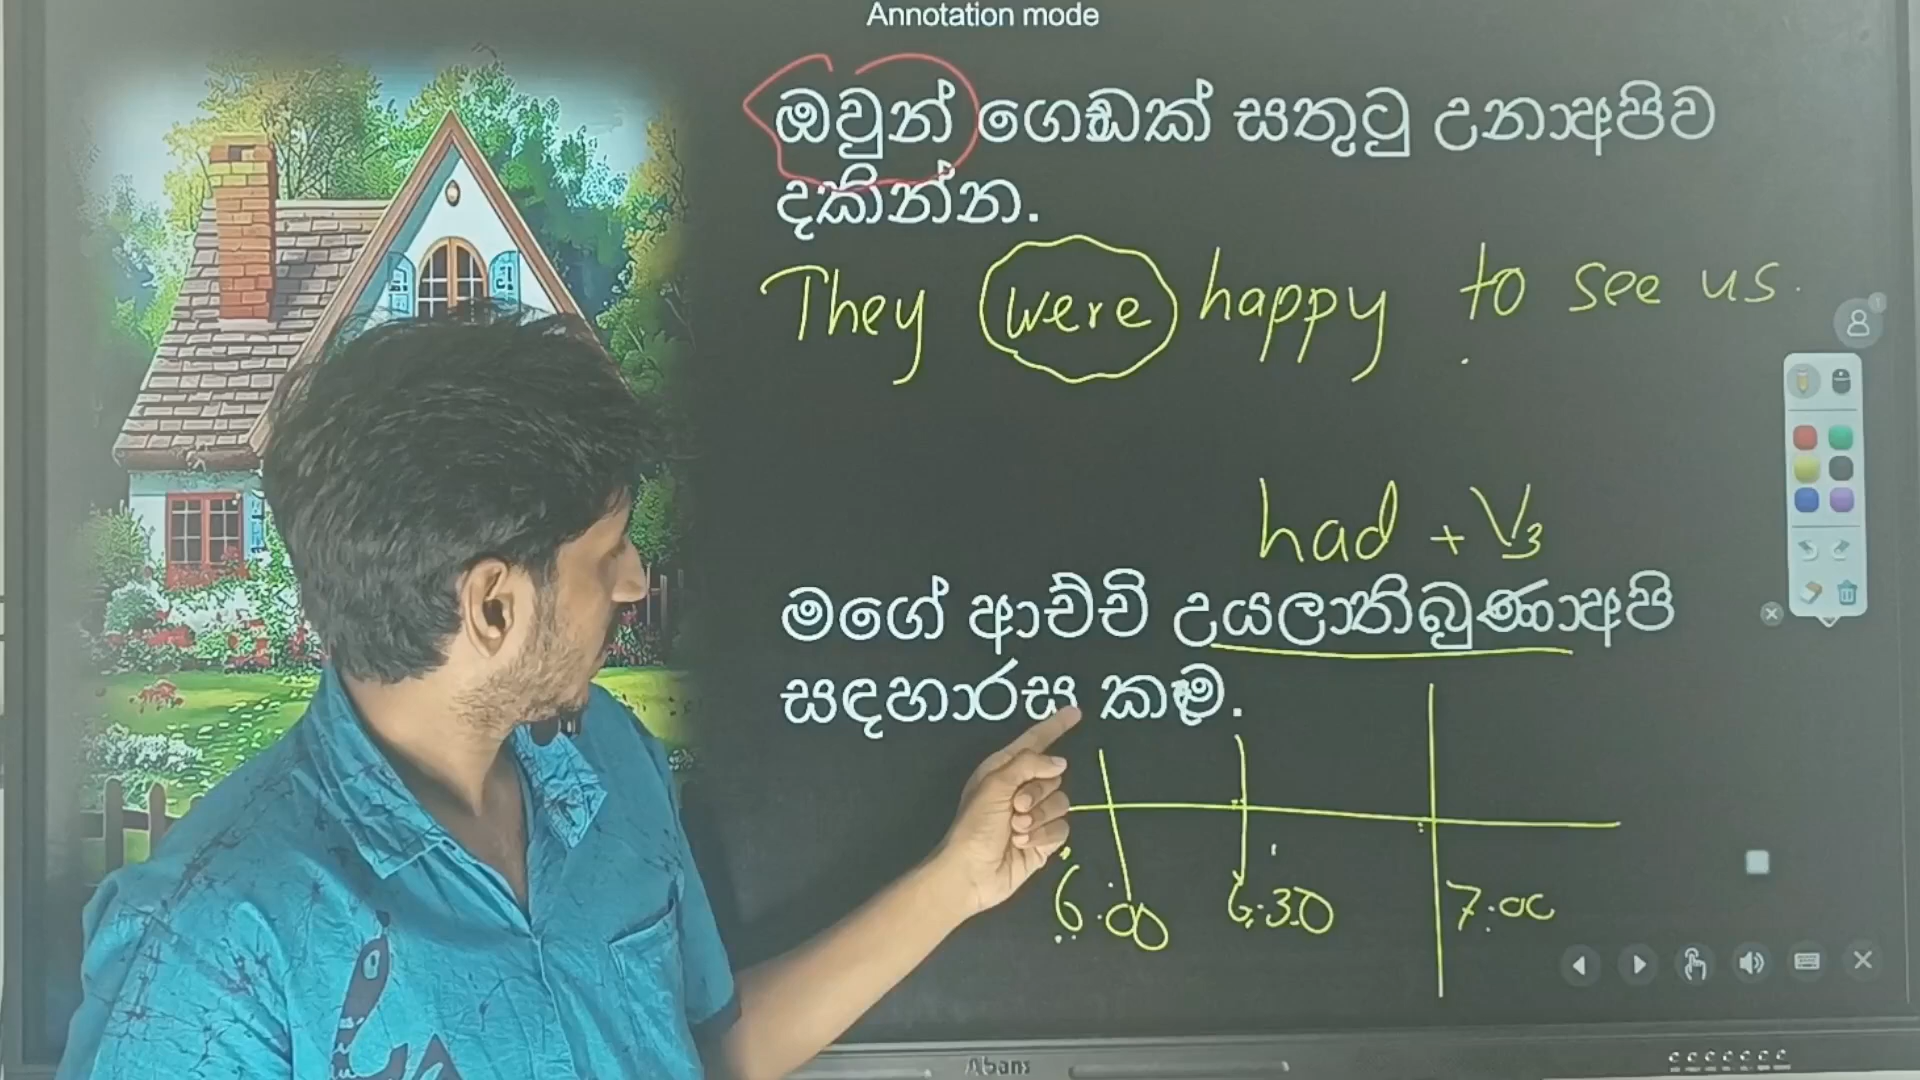 Annotation mode
ඔවුන් ගොඩක් සතුටු උනාඅපිව
දකින්න.
They were happy to see us.
had + V3
මගේ ආච්චි උයලාතිබුණාඅපි
සඳහාරස කෑම.
6.00 6.30 7.00
Abans